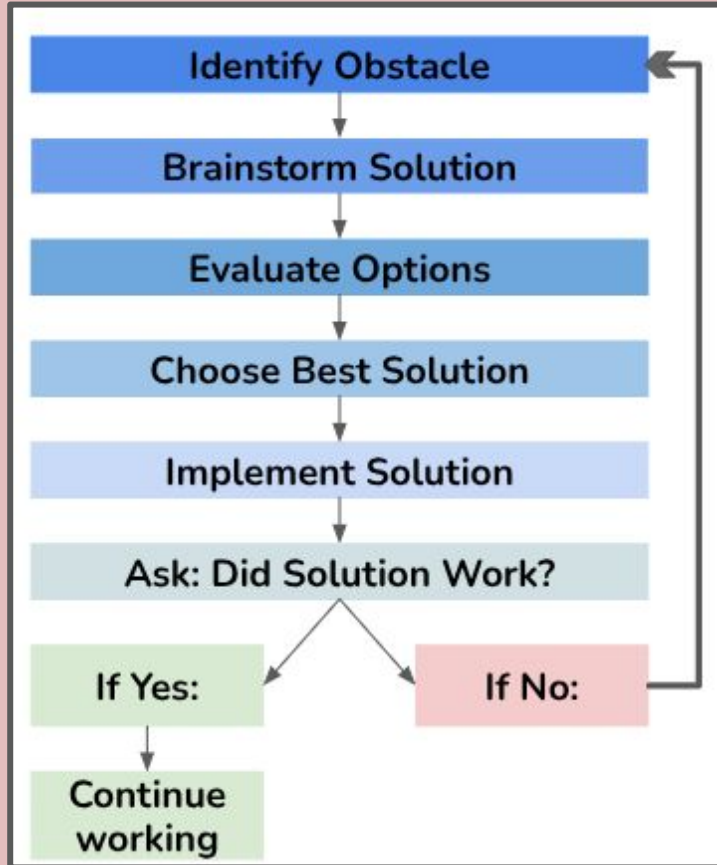 Identify Obstacle
Brainstorm Solution
Evaluate Options
Choose Best Solution
Implement Solution
Ask: Did Solution Work?
If Yes:
If No:
Continue
working